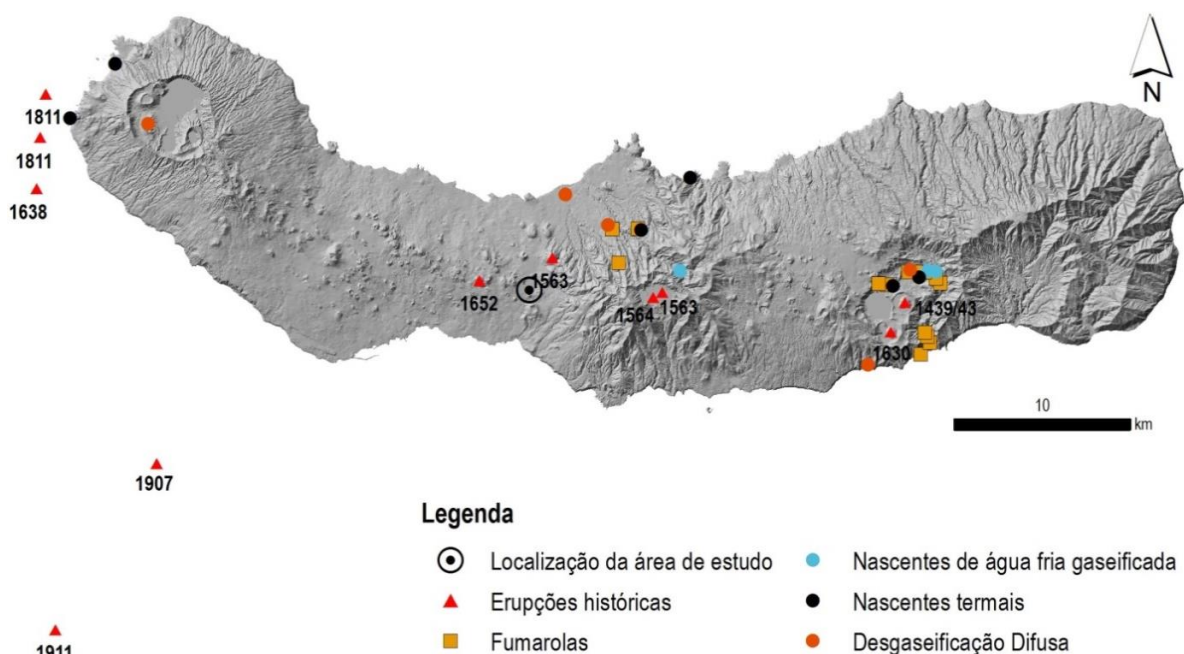 N
1811
1811
1638
1652
1563
1564
1563
1439/43
1630
10
km
1907
1911
Legenda
Localização da área de estudo
Erupções históricas
Fumarolas
Nascentes de água fria gaseificada
Nascentes termais
Desgaseificação Difusa